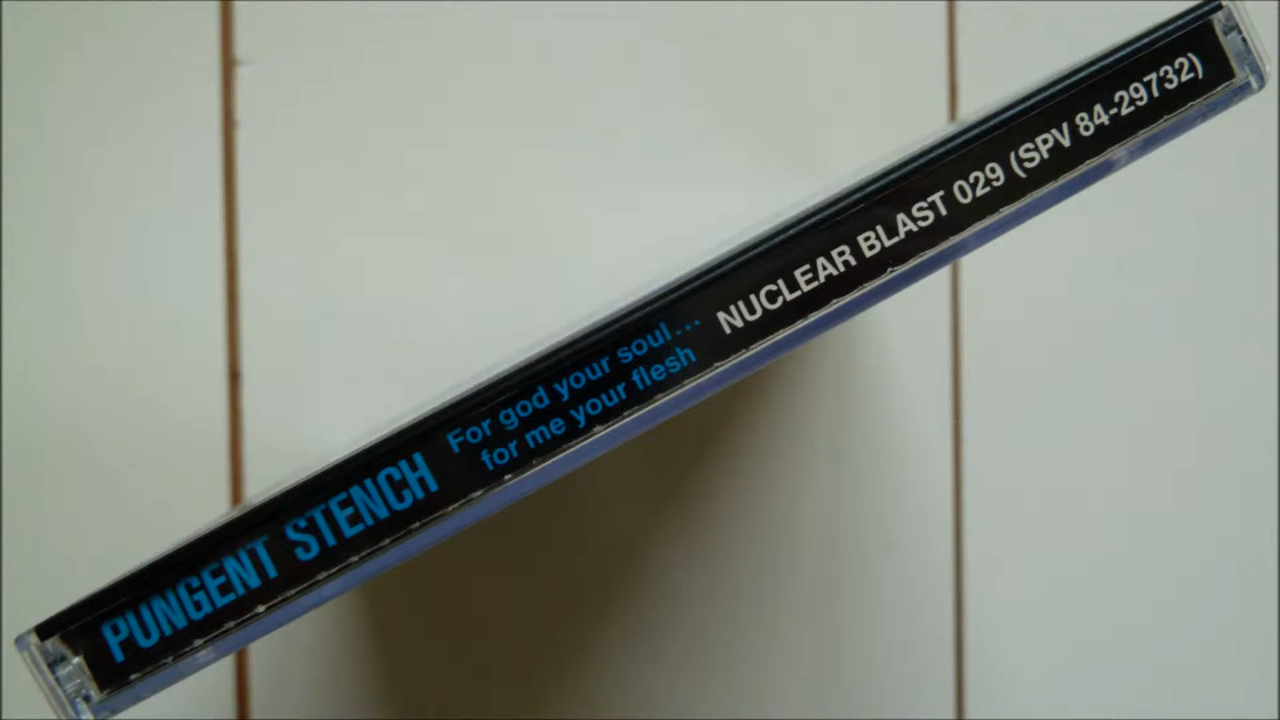 PUNGENT STENCH
For god your soul...
for me your flesh
NUCLEAR BLAST 029 (SPV 84-29732)